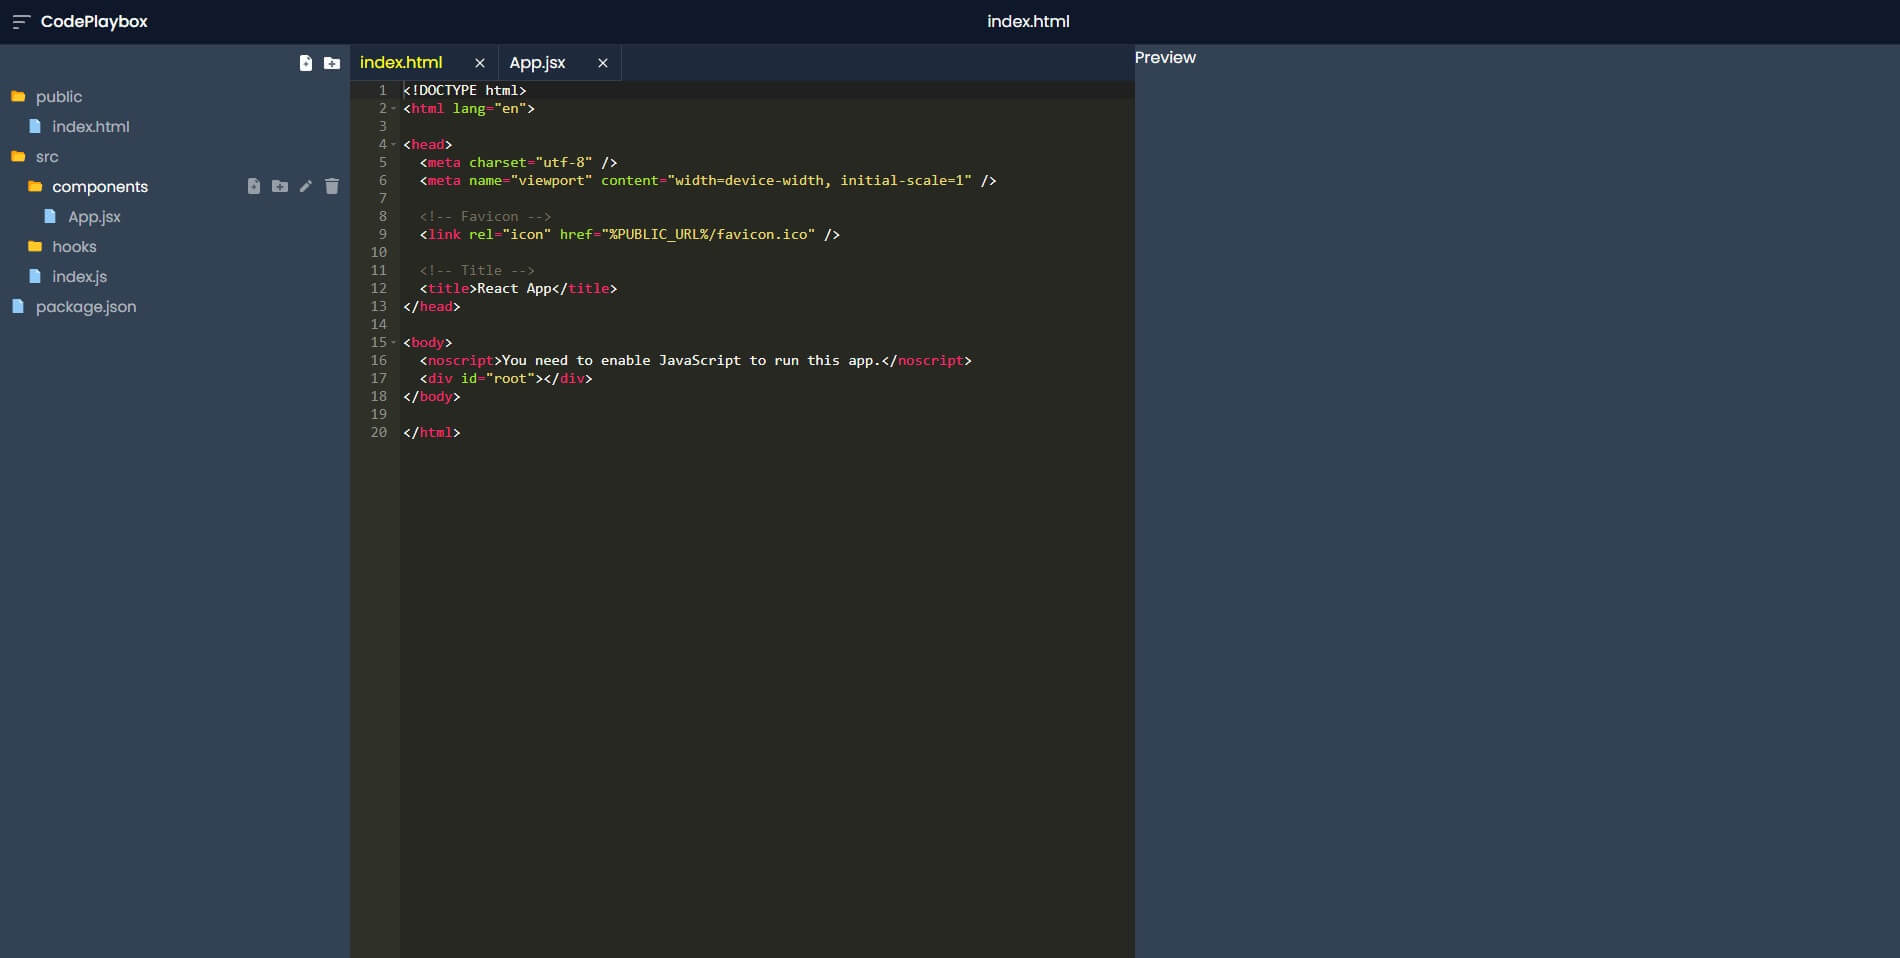 CodePlaybox
index.html
public
index.html
src
components
App.jsx
hooks
index.js
package.json
index.html ×
App.jsx ×
1 <!DOCTYPE html>
2 <html lang="en">
3
4 <head>
5 <meta charset="utf-8" />
6 <meta name="viewport" content="width=device-width, initial-scale=1" />
7
8 <!-- Favicon -->
9 <link rel="icon" href="%PUBLIC_URL%/favicon.ico" />
10
11 <!-- Title -->
12 <title>React App</title>
13 </head>
14
15 <body>
16 <noscript>You need to enable JavaScript to run this app.</noscript>
17 <div id="root"></div>
18 </body>
19
20 </html>
Preview